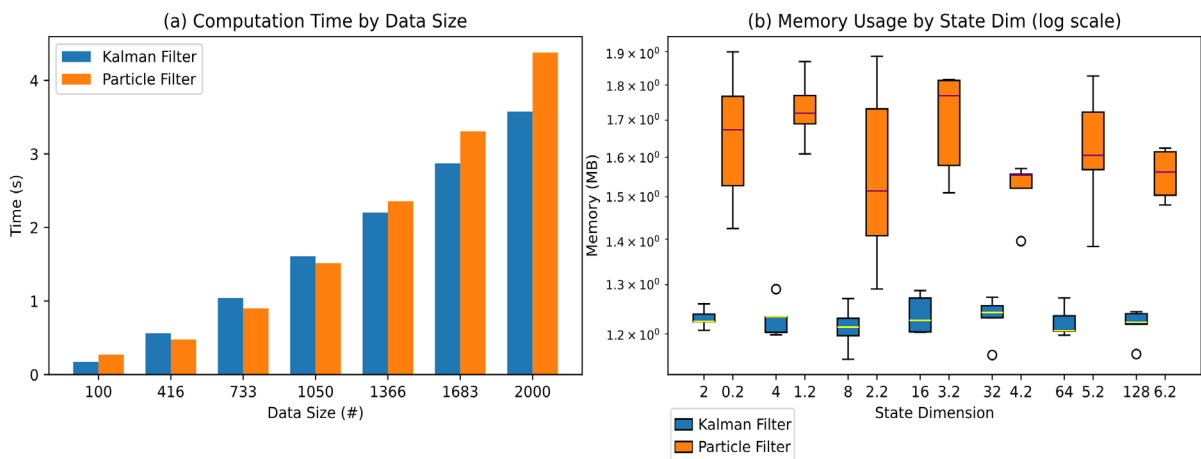 (a) Computation Time by Data Size
Kalman Filter
Particle Filter
Time (s)
4
3
2
1
0
100 416 733 1050 1366 1683 2000
Data Size (#)
(b) Memory Usage by State Dim (log scale)
Memory (MB)
1.9 × 10⁰
1.8 × 10⁰
1.7 × 10⁰
1.6 × 10⁰
1.5 × 10⁰
1.4 × 10⁰
1.3 × 10⁰
1.2 × 10⁰
2 0.2 4 1.2 8 2.2 16 3.2 32 4.2 64 5.2 128 6.2
State Dimension
Kalman Filter
Particle Filter